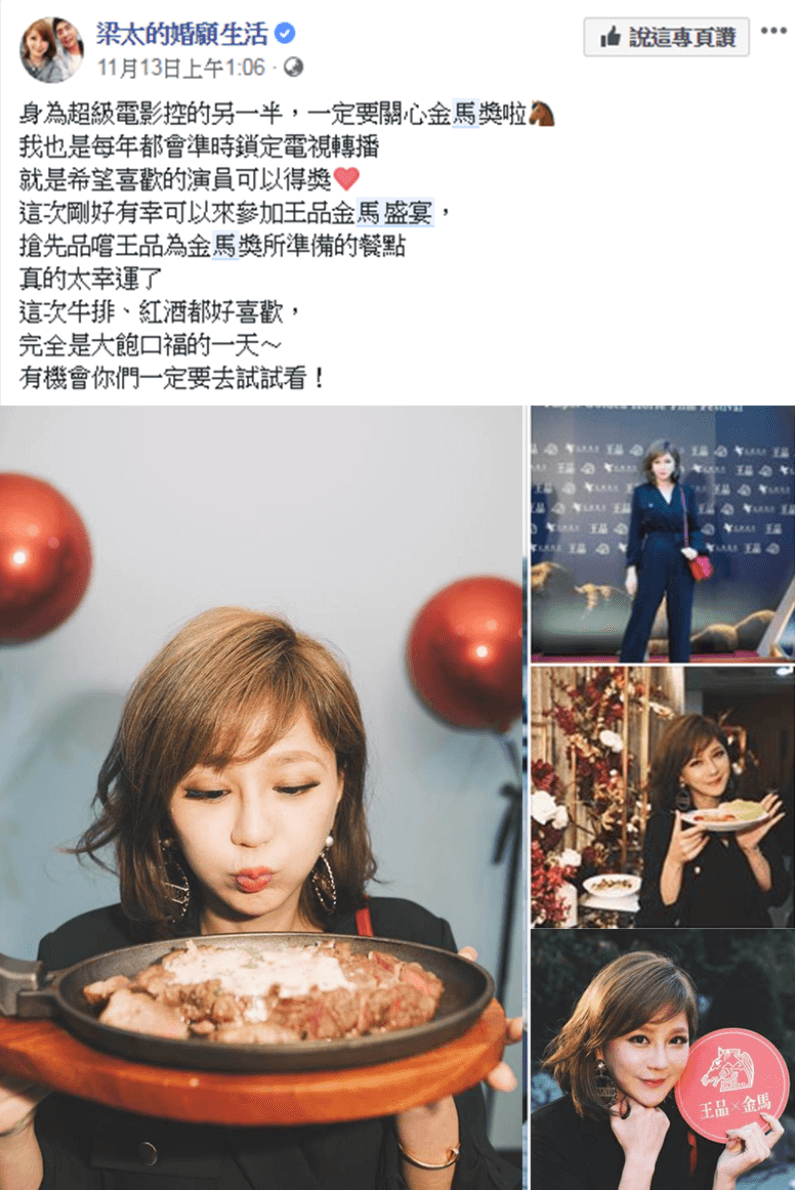 梁太的婚顧生活
11月13日上午1:06 ·
說這專頁讚
身為超級電影控的另一半，一定要關心金馬獎啦🐴
我也是每年都會準時鎖定電視轉播
就是希望喜歡的演員可以得獎❤️
這次剛好有幸可以來參加王品金馬盛宴，
搶先品嚐王品為金馬獎所準備的餐點
真的太幸運了
這次牛排、紅酒都好喜歡，
完全是大飽口福的一天～
有機會你們一定要去試試看！
Taipei Golden Horse Film Festival
王品
王品×金馬